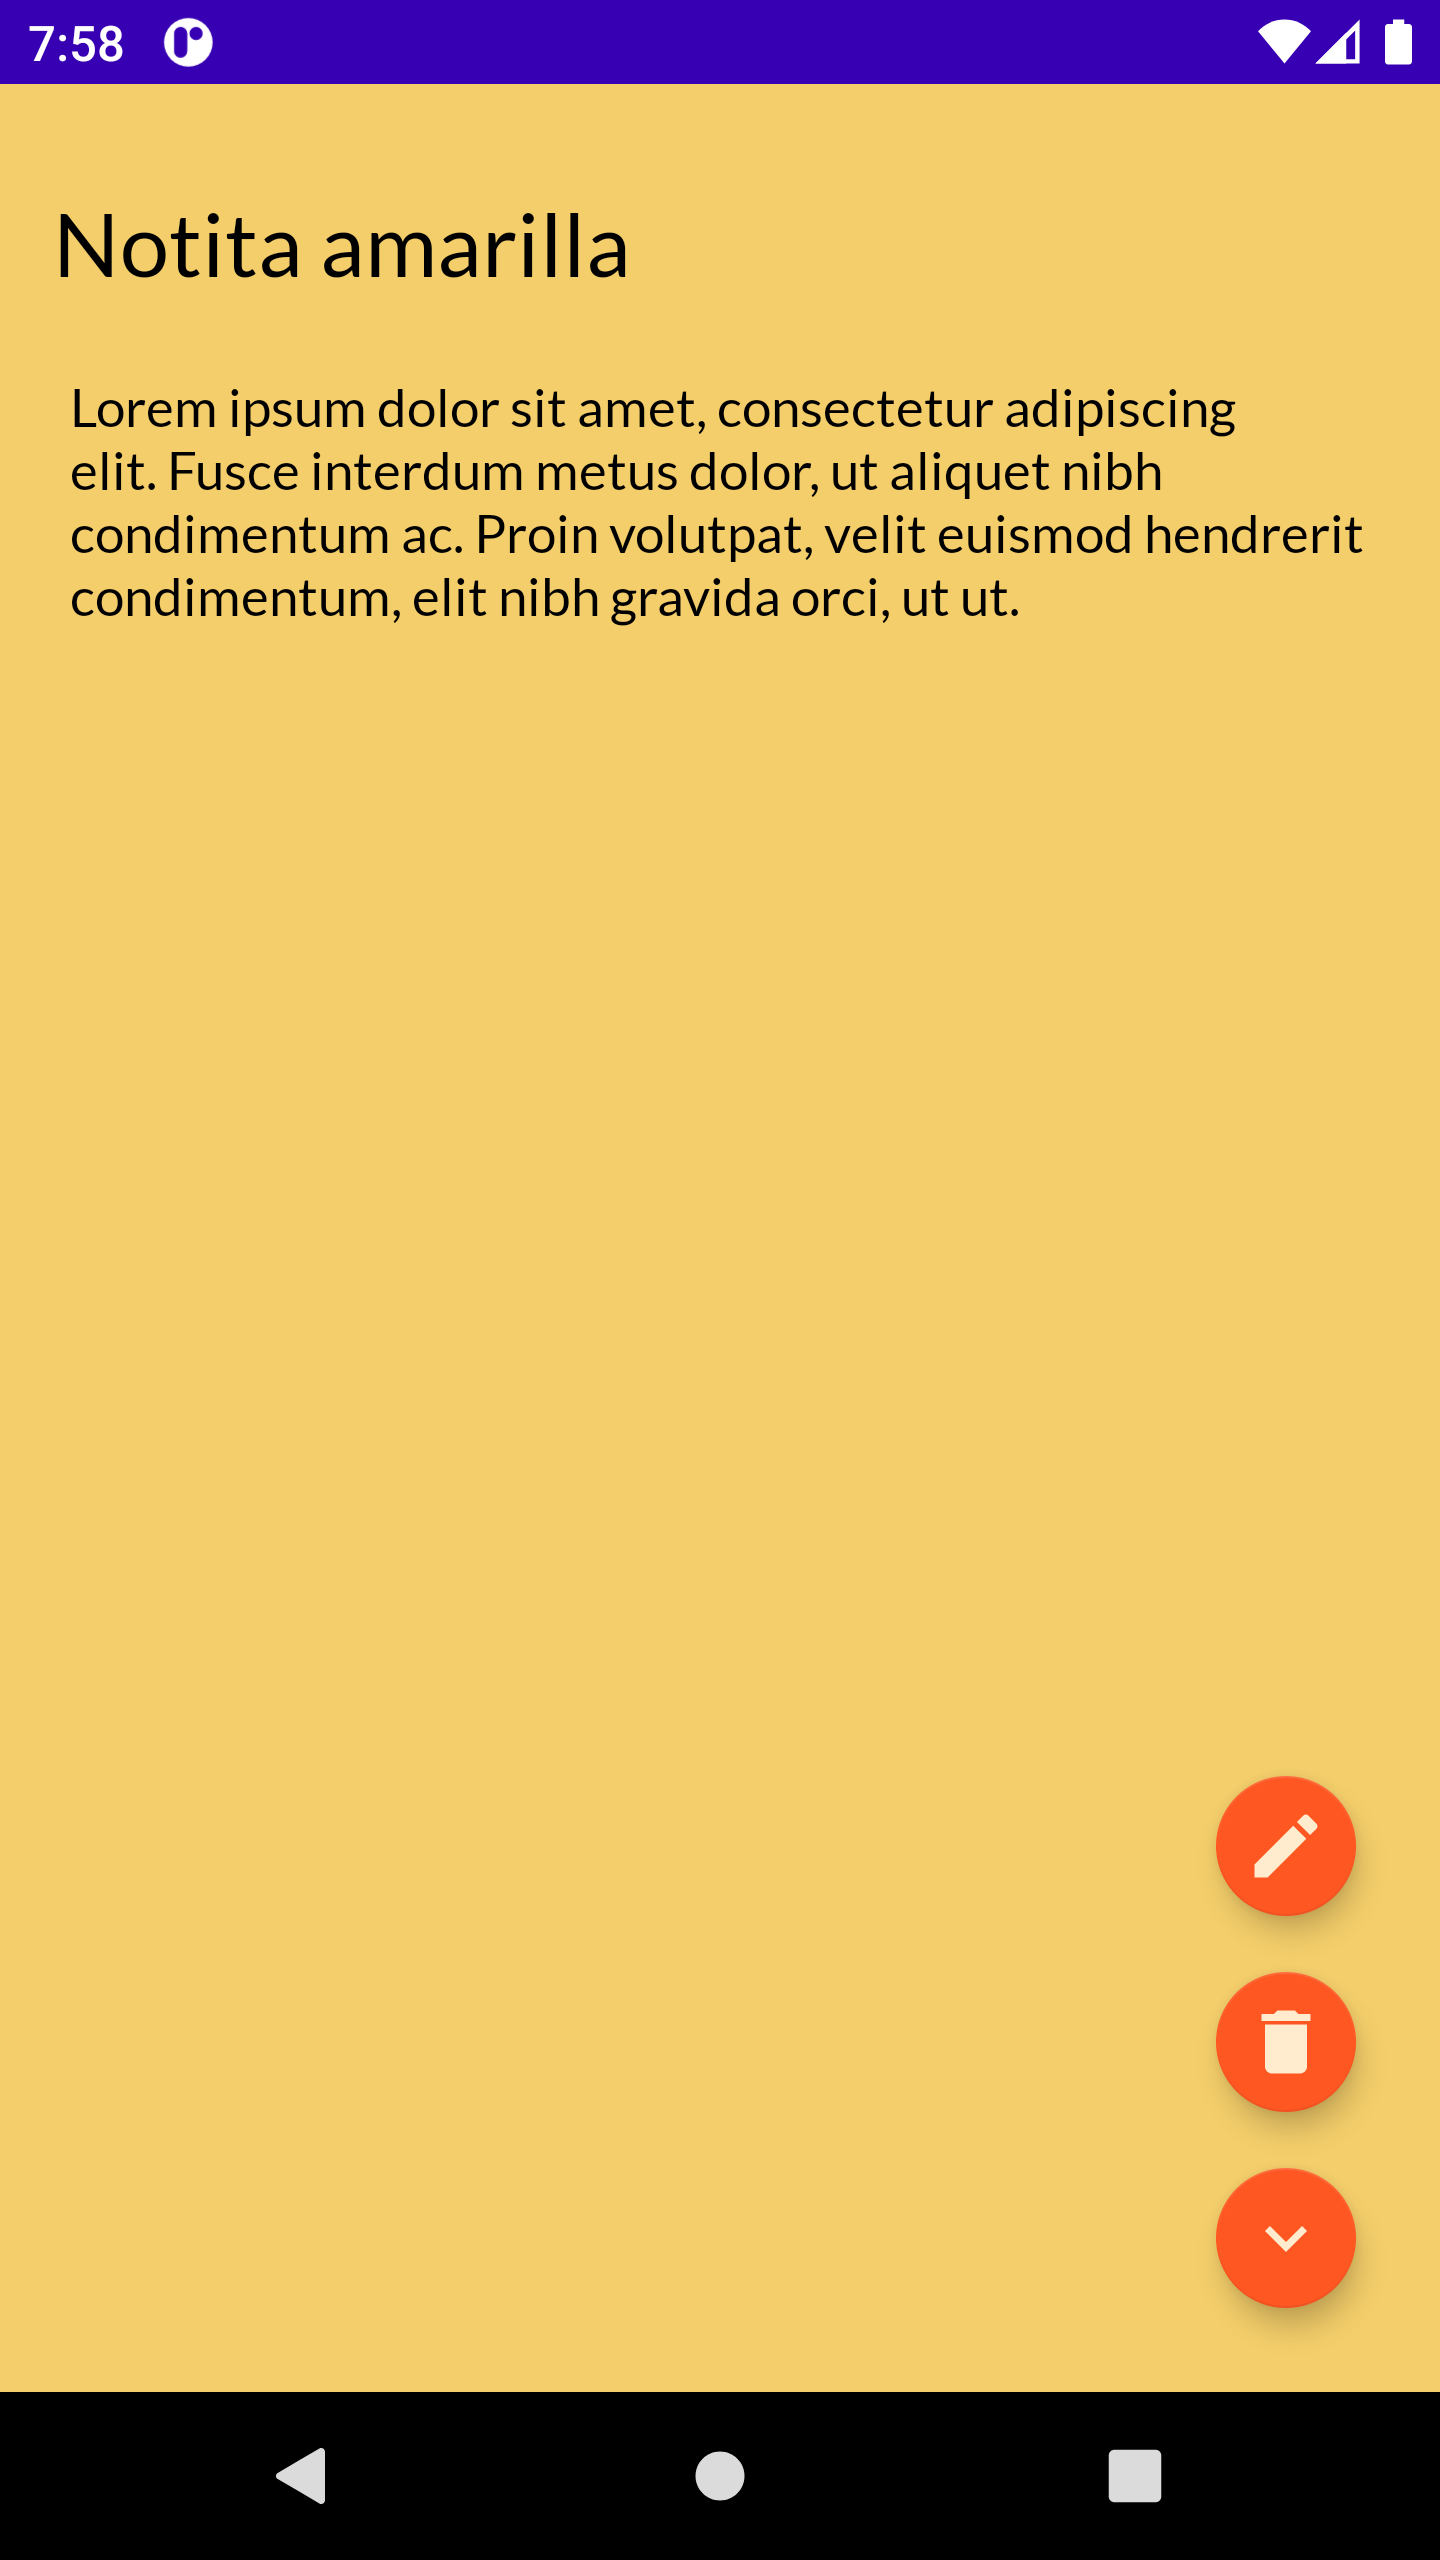 7:58
Notita amarilla
Lorem ipsum dolor sit amet, consectetur adipiscing
elit. Fusce interdum metus dolor, ut aliquet nibh
condimentum ac. Proin volutpat, velit euismod hendrerit
condimentum, elit nibh gravida orci, ut ut.